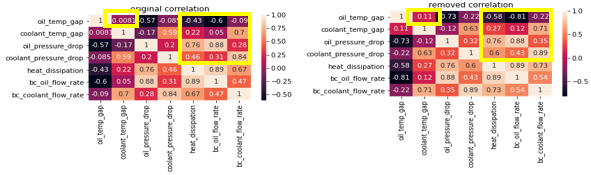 original correlation
oil_temp_gap 1 -0.0081 -0.57 -0.085 -0.43 -0.6 -0.09
coolant_temp_gap -0.0081 1 -0.17 0.59 0.22 0.05 0.7
oil_pressure_drop -0.57 -0.17 1 0.2 0.76 0.88 0.28
coolant_pressure_drop -0.085 0.59 0.2 1 0.46 0.31 0.84
heat_dissipation -0.43 0.22 0.76 0.46 1 0.89 0.67
bc_oil_flow_rate -0.6 0.05 0.88 0.31 0.89 1 0.47
bc_coolant_flow_rate -0.09 0.7 0.28 0.84 0.67 0.47 1
oil_temp_gap
coolant_temp_gap
oil_pressure_drop
coolant_pressure_drop
heat_dissipation
bc_oil_flow_rate
bc_coolant_flow_rate
1.00
0.75
0.50
0.25
0.00
−0.25
−0.50
removed correlation
oil_temp_gap 1 0.11 -0.73 -0.22 -0.58 -0.81 -0.22
coolant_temp_gap 0.11 1 -0.12 0.63 0.27 0.12 0.71
oil_pressure_drop -0.73 -0.12 1 0.32 0.76 0.88 0.35
coolant_pressure_drop -0.22 0.63 0.32 1 0.6 0.43 0.89
heat_dissipation -0.58 0.27 0.76 0.6 1 0.89 0.73
bc_oil_flow_rate -0.81 0.12 0.88 0.43 0.89 1 0.54
bc_coolant_flow_rate -0.22 0.71 0.35 0.89 0.73 0.54 1
oil_temp_gap
coolant_temp_gap
oil_pressure_drop
coolant_pressure_drop
heat_dissipation
bc_oil_flow_rate
bc_coolant_flow_rate
0.5
0.0
−0.5